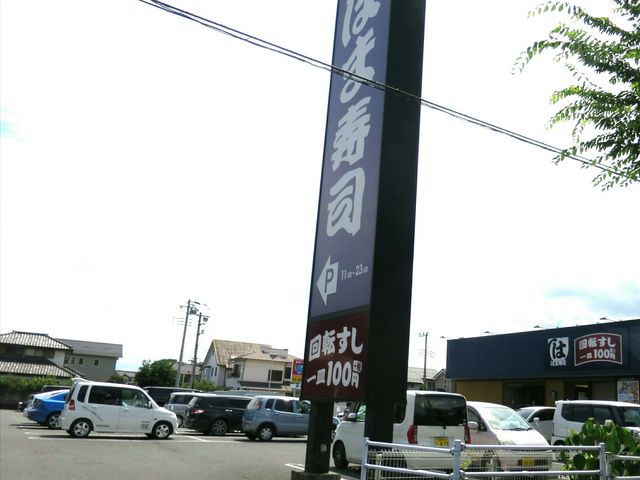 はま寿司
P 11:00~23:00
回転すし
一皿100円
は
回転すし
一皿100円